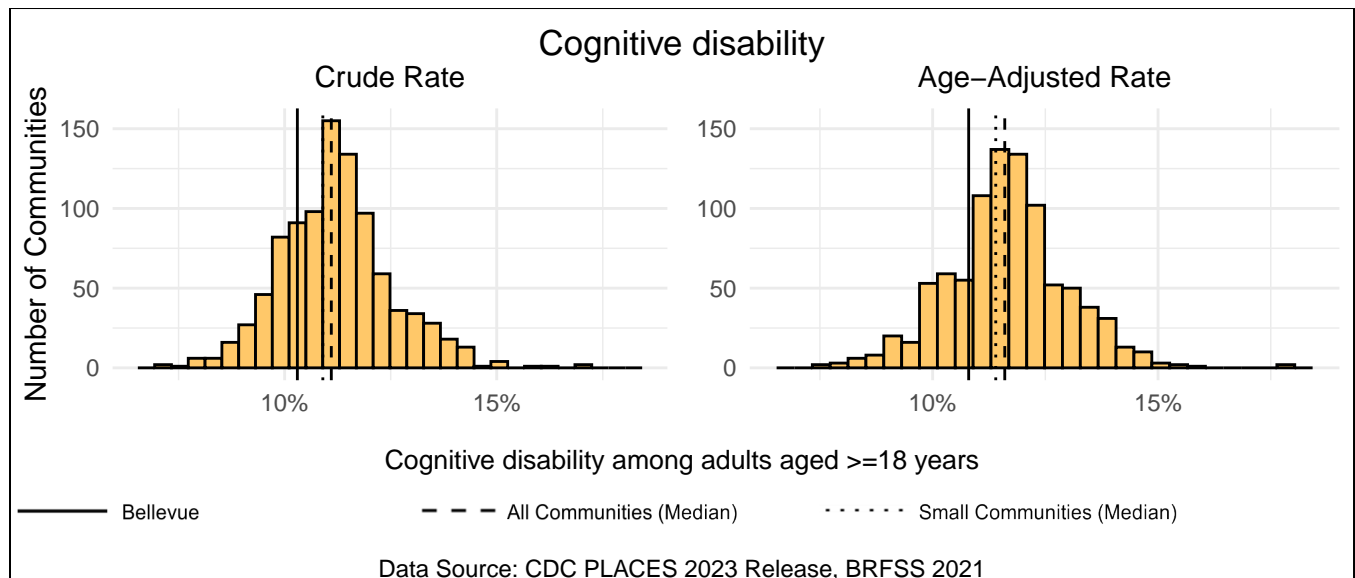 Cognitive disability
Crude Rate
Age−Adjusted Rate
Number of Communities
150
100
50
0
10%
15%
150
100
50
0
10%
15%
Cognitive disability among adults aged >=18 years
Bellevue
All Communities (Median)
Small Communities (Median)
Data Source: CDC PLACES 2023 Release, BRFSS 2021